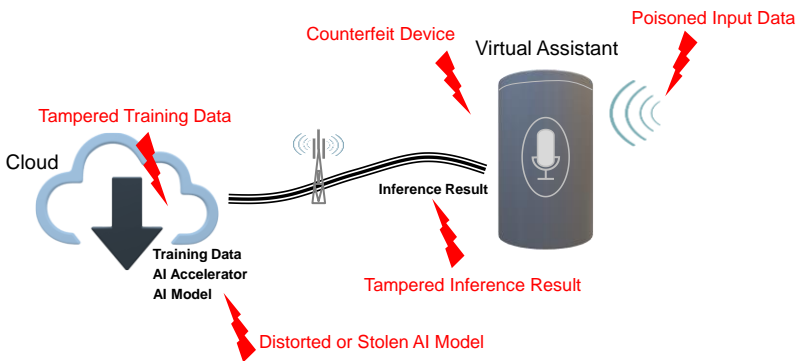 Poisoned Input Data
Counterfeit Device
Virtual Assistant
Tampered Training Data
Cloud
Inference Result
Training Data
AI Accelerator
AI Model
Tampered Inference Result
Distorted or Stolen AI Model